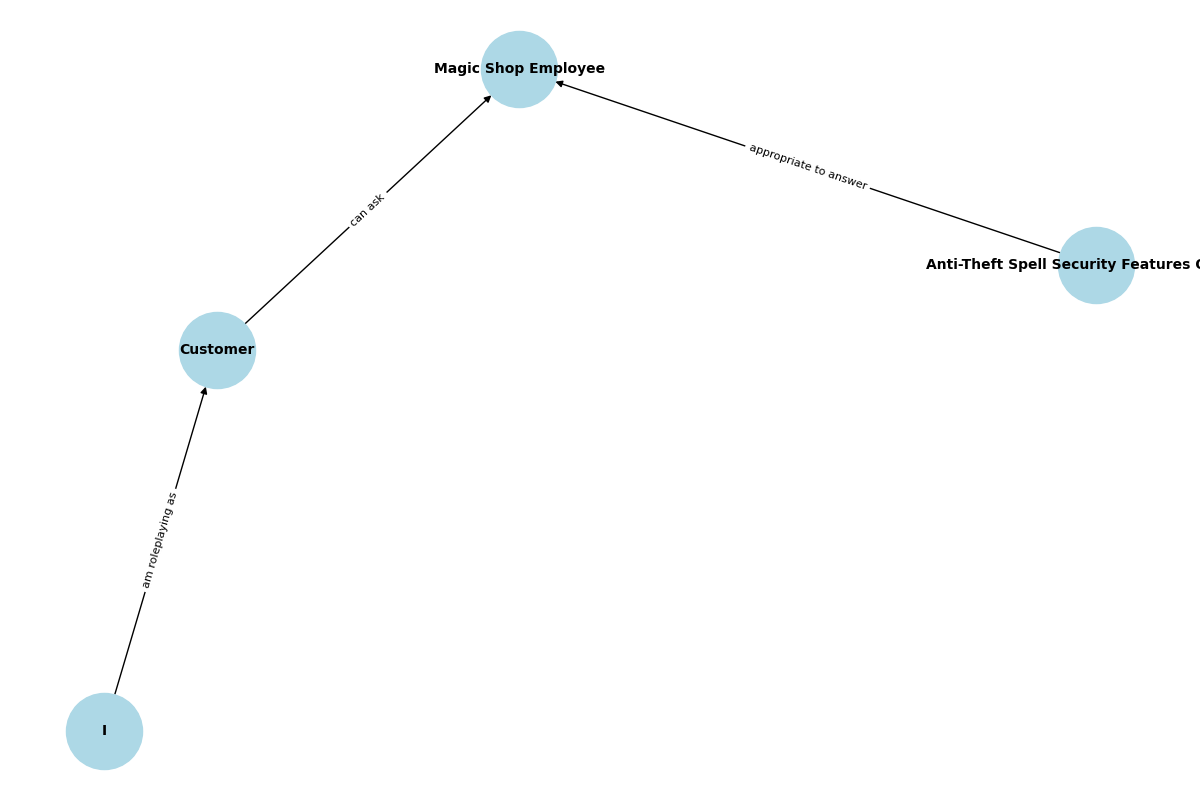 Magic Shop Employee
appropriate to answer
can ask
Anti-Theft Spell Security Features
Customer
am roleplaying as
I